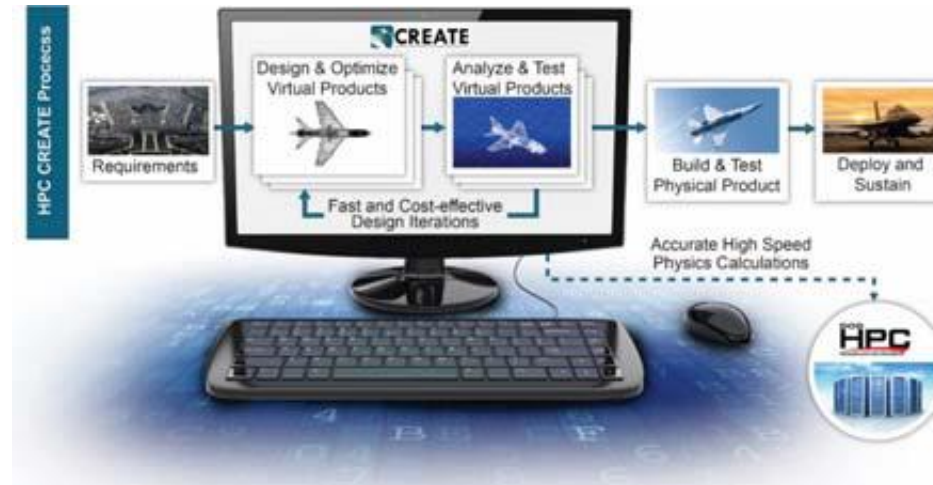 HPC CREATE Procecss
CREATE
Requirements
Design & Optimize
Virtual Products
Analyze & Test
Virtual Products
Fast and Cost-effective
Design Iterations
Build & Test
Physical Product
Deploy and
Sustain
Accurate High Speed
Physics Calculations
HPC